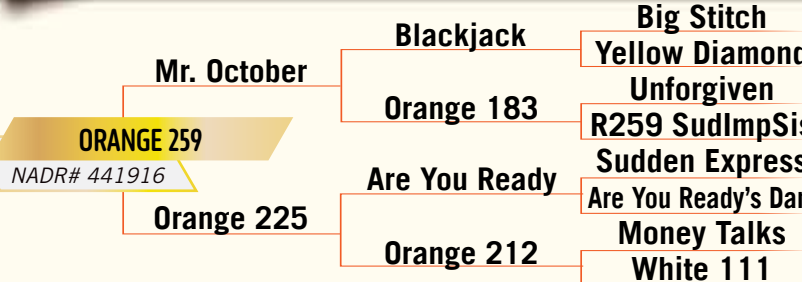 Big Stitch
Blackjack
Yellow Diamond
Mr. October
Unforgiven
Orange 183
R259 SudImpSis
ORANGE 259
Sudden Express
NADR# 441916
Are You Ready
Are You Ready’s Dam
Orange 225
Money Talks
Orange 212
White 111